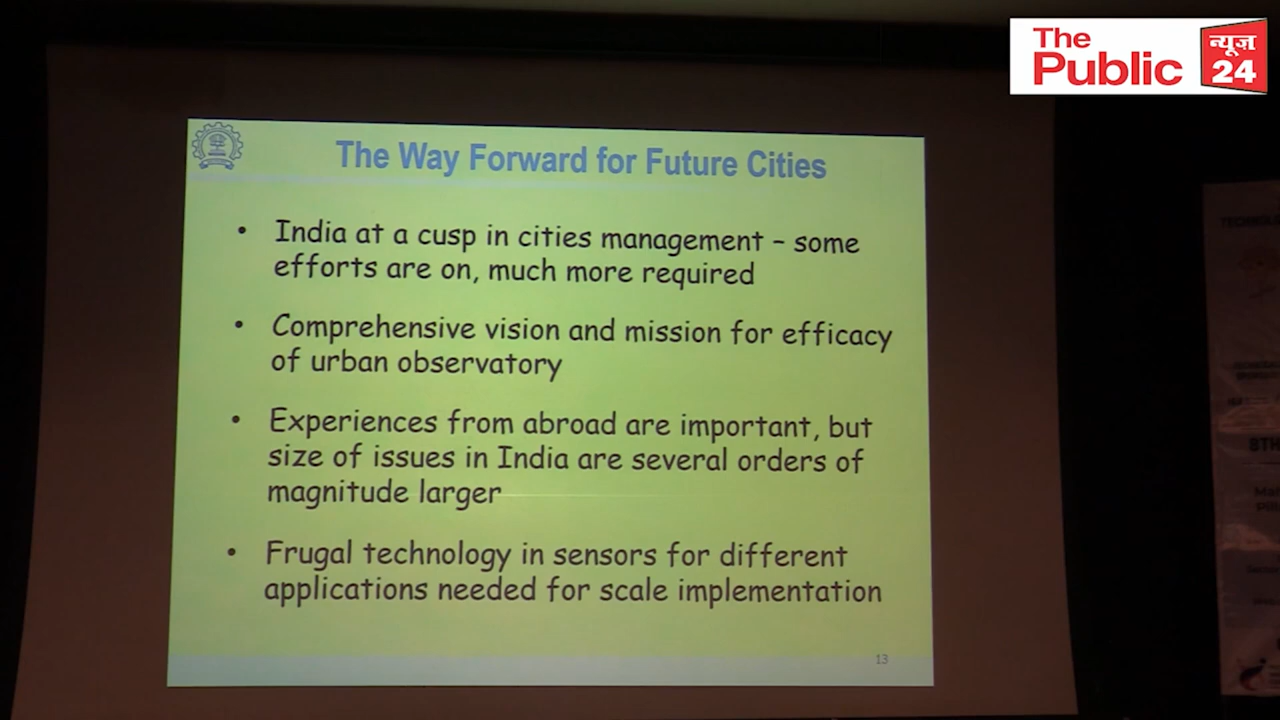 The
Public
न्यूज़
24
The Way Forward for Future Cities
• India at a cusp in cities management – some
efforts are on, much more required
• Comprehensive vision and mission for efficacy
of urban observatory
• Experiences from abroad are important, but
size of issues in India are several orders of
magnitude larger
• Frugal technology in sensors for different
applications needed for scale implementation
13